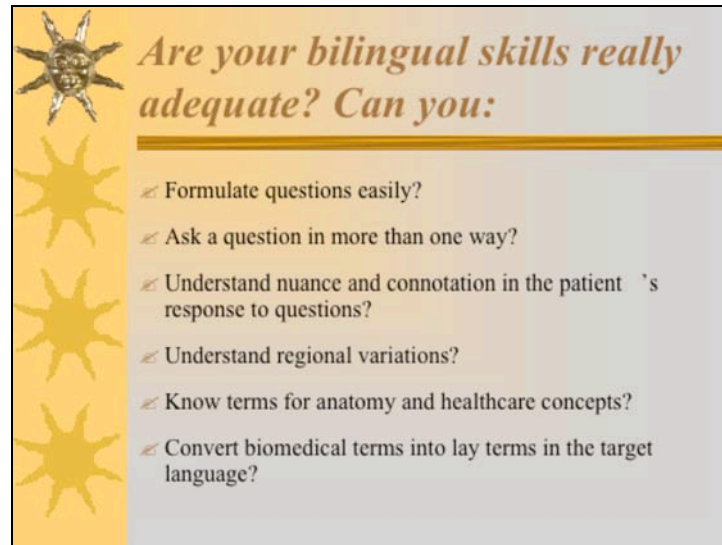 Are your bilingual skills really
adequate? Can you:
Formulate questions easily?
Ask a question in more than one way?
Understand nuance and connotation in the patient ’s
response to questions?
Understand regional variations?
Know terms for anatomy and healthcare concepts?
Convert biomedical terms into lay terms in the target
language?